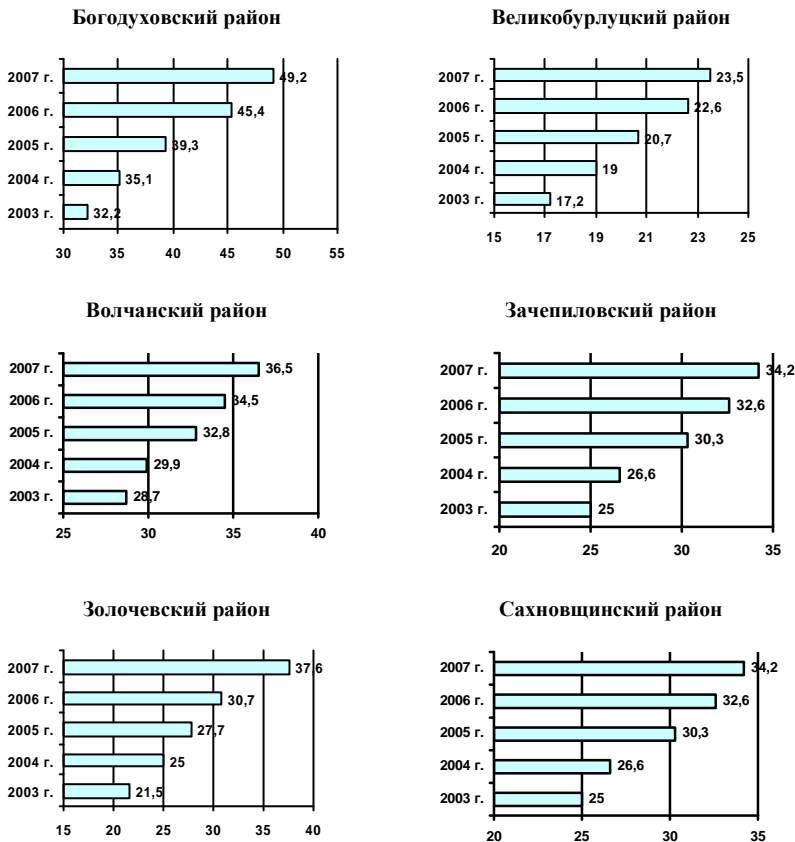 Богодуховский район
2007 г. 49,2
2006 г. 45,4
2005 г. 39,3
2004 г. 35,1
2003 г. 32,2
30 35 40 45 50 55
Великобурлуцкий район
2007 г. 23,5
2006 г. 22,6
2005 г. 20,7
2004 г. 19
2003 г. 17,2
15 17 19 21 23 25
Волчанский район
2007 г. 36,5
2006 г. 34,5
2005 г. 32,8
2004 г. 29,9
2003 г. 28,7
25 30 35 40
Зачепиловский район
2007 г. 34,2
2006 г. 32,6
2005 г. 30,3
2004 г. 26,6
2003 г. 25
20 25 30 35
Золочевский район
2007 г. 37,6
2006 г. 30,7
2005 г. 27,7
2004 г. 25
2003 г. 21,5
15 20 25 30 35 40
Сахновщинский район
2007 г. 34,2
2006 г. 32,6
2005 г. 30,3
2004 г. 26,6
2003 г. 25
20 25 30 35